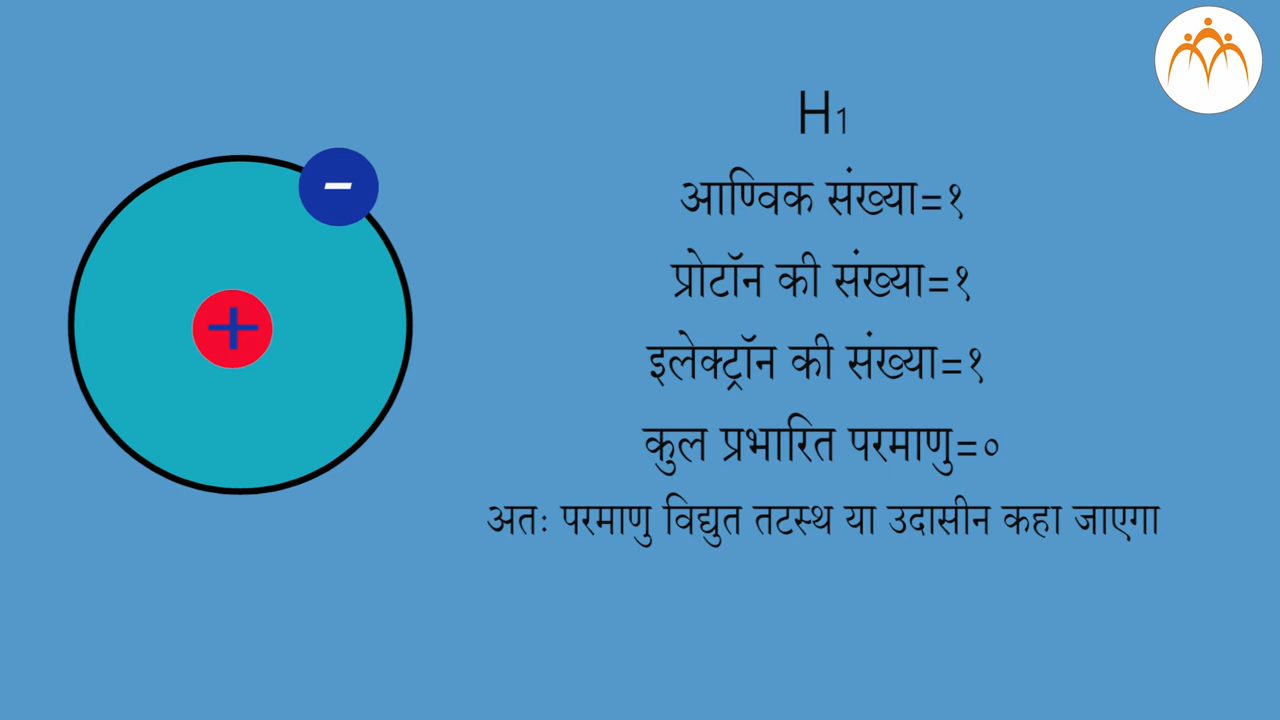 H₁
आण्विक संख्या=१
प्रोटॉन की संख्या=१
इलेक्ट्रॉन की संख्या=१
कुल प्रभारित परमाणु=०
अतः परमाणु विद्युत तटस्थ या उदासीन कहा जाएगा
+
-